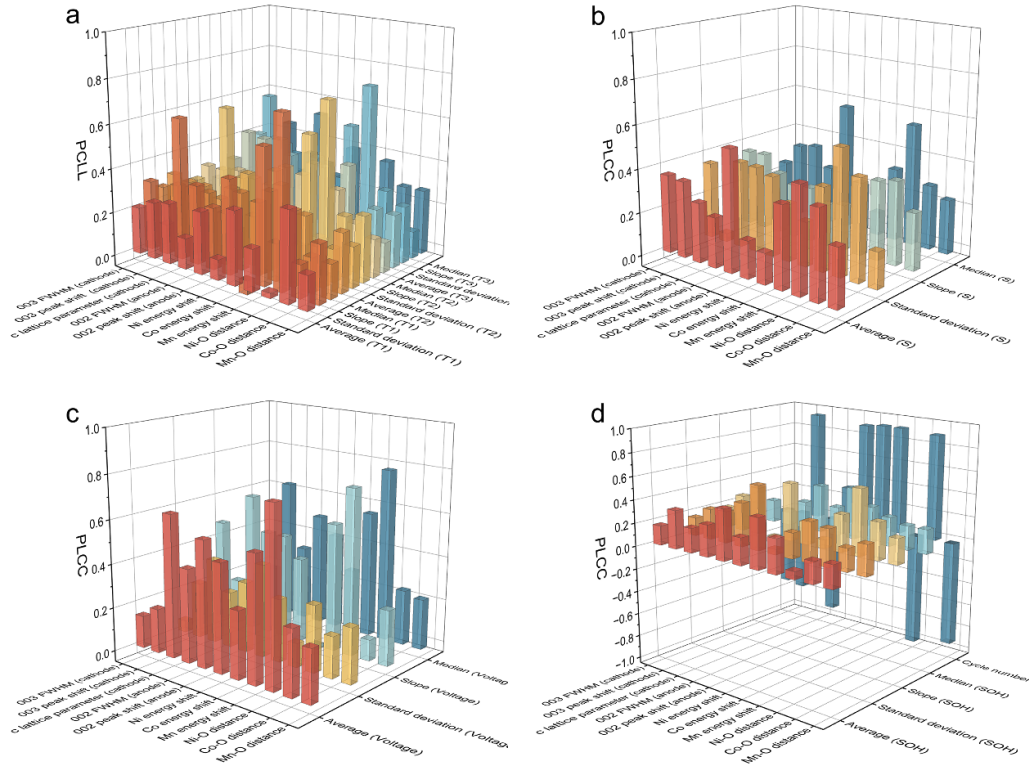 a
1.0
0.8
0.6
0.4
0.2
0.0
PCLL
003 FWHM (cathode)
003 peak shift (cathode)
c lattice parameter (cathode)
002 FWHM (anode)
002 peak shift (anode)
Ni energy shift
Co energy shift
Mn energy shift
Ni-O distance
Co-O distance
Mn-O distance
Median (T3)
Slope (T3)
Standard deviation
Average (T3)
Median (T2)
Slope (T2)
Standard deviation (T2)
Average (T2)
Median (T1)
Slope (T1)
Standard deviation (T1)
Average (T1)
b
1.0
0.8
0.6
0.4
0.2
0.0
PLCC
003 FWHM (cathode)
003 peak shift (cathode)
c lattice parameter (cathode)
002 FWHM (anode)
002 peak shift (anode)
Ni energy shift
Co energy shift
Mn energy shift
Ni-O distance
Co-O distance
Mn-O distance
Median (S)
Slope (S)
Standard deviation (S)
Average (S)
c
1.0
0.8
0.6
0.4
0.2
0.0
PLCC
003 FWHM (cathode)
003 peak shift (cathode)
c lattice parameter (cathode)
002 FWHM (anode)
002 peak shift (anode)
Ni energy shift
Co energy shift
Mn energy shift
Ni-O distance
Co-O distance
Mn-O distance
Median (Voltag
Slope (Voltage)
Standard deviation (Voltag
Average (Voltage)
d
1.0
0.8
0.6
0.4
0.2
0.0
−0.2
−0.4
−0.6
−0.8
−1.0
PLCC
003 FWHM (cathode)
003 peak shift (cathode)
c lattice parameter (cathode)
002 FWHM (anode)
002 peak shift (anode)
Ni energy shift
Co energy shift
Mn energy shift
Ni-O distance
Co-O distance
Mn-O distance
Cycle number
Median (SOH)
Slope (SOH)
Standard deviation (SOH)
Average (SOH)